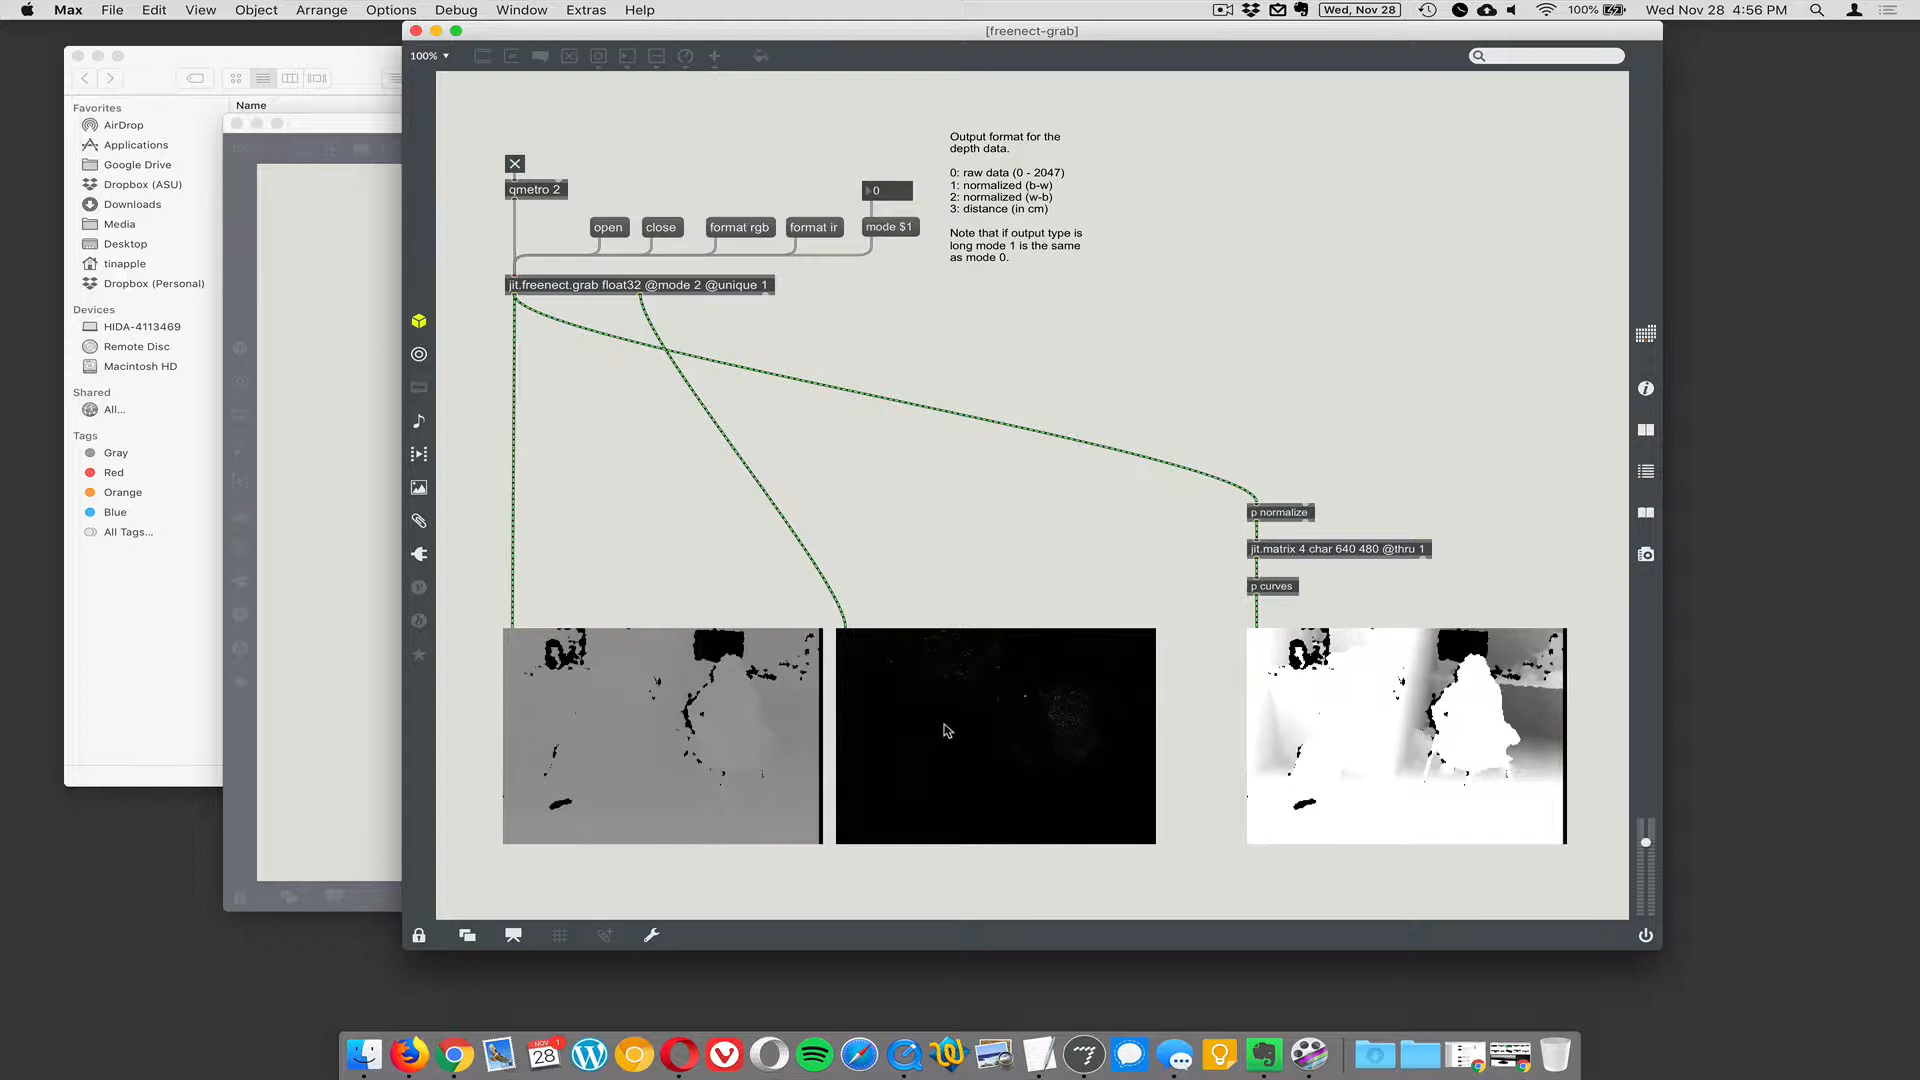 Max File Edit View Object Arrange Options Debug Window Extras Help
Wed, Nov 28
100%
Wed Nov 28 4:56 PM
[freenect-grab]
100%
Name
Favorites
AirDrop
Applications
Google Drive
Dropbox (ASU)
Downloads
Media
Desktop
tinapple
Dropbox (Personal)
Devices
HIDA-4113469
Remote Disc
Macintosh HD
Shared
All...
Tags
Gray
Red
Orange
Blue
All Tags...
qmetro 2
0
open
close
format rgb
format ir
mode $1
jit.freenect.grab float32 @mode 2 @unique 1
Output format for the
depth data.
0: raw data (0 - 2047)
1: normalized (b-w)
2: normalized (w-b)
3: distance (in cm)
Note that if output type is
long mode 1 is the same
as mode 0.
p normalize
jit.matrix 4 char 640 480 @thru 1
p curves
NOV
28
1